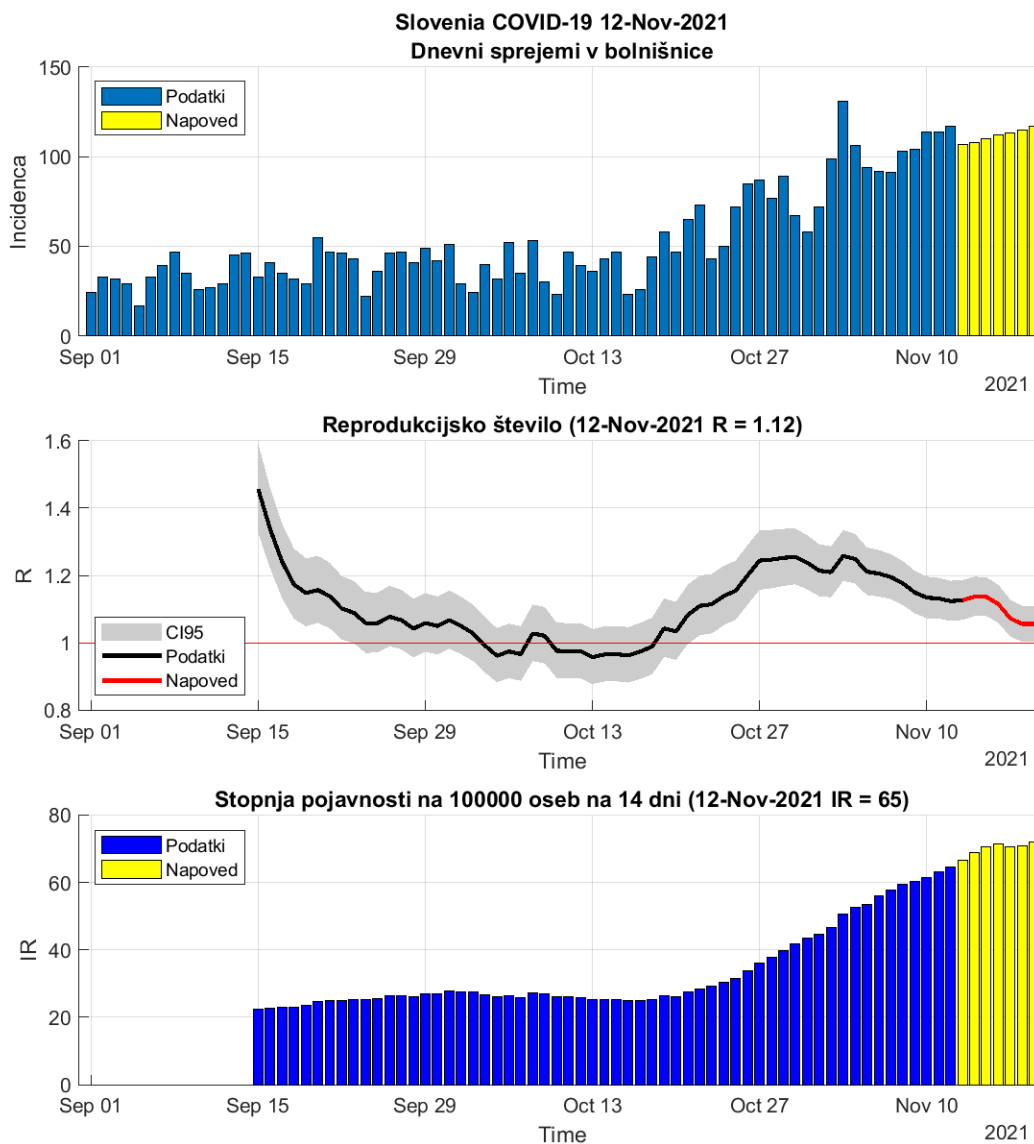 Slovenia COVID-19 12-Nov-2021
Dnevni sprejemi v bolnišnice
150
100
50
0
Incidenca
Podatki
Napoved
Sep 01 Sep 15 Sep 29 Oct 13 Oct 27 Nov 10
Time
2021
Reprodukcijsko število (12-Nov-2021 R = 1.12)
1.6
1.4
1.2
1
0.8
R
CI95
Podatki
Napoved
Sep 01 Sep 15 Sep 29 Oct 13 Oct 27 Nov 10
Time
2021
Stopnja pojavnosti na 100000 oseb na 14 dni (12-Nov-2021 IR = 65)
80
60
40
20
0
IR
Podatki
Napoved
Sep 01 Sep 15 Sep 29 Oct 13 Oct 27 Nov 10
Time
2021